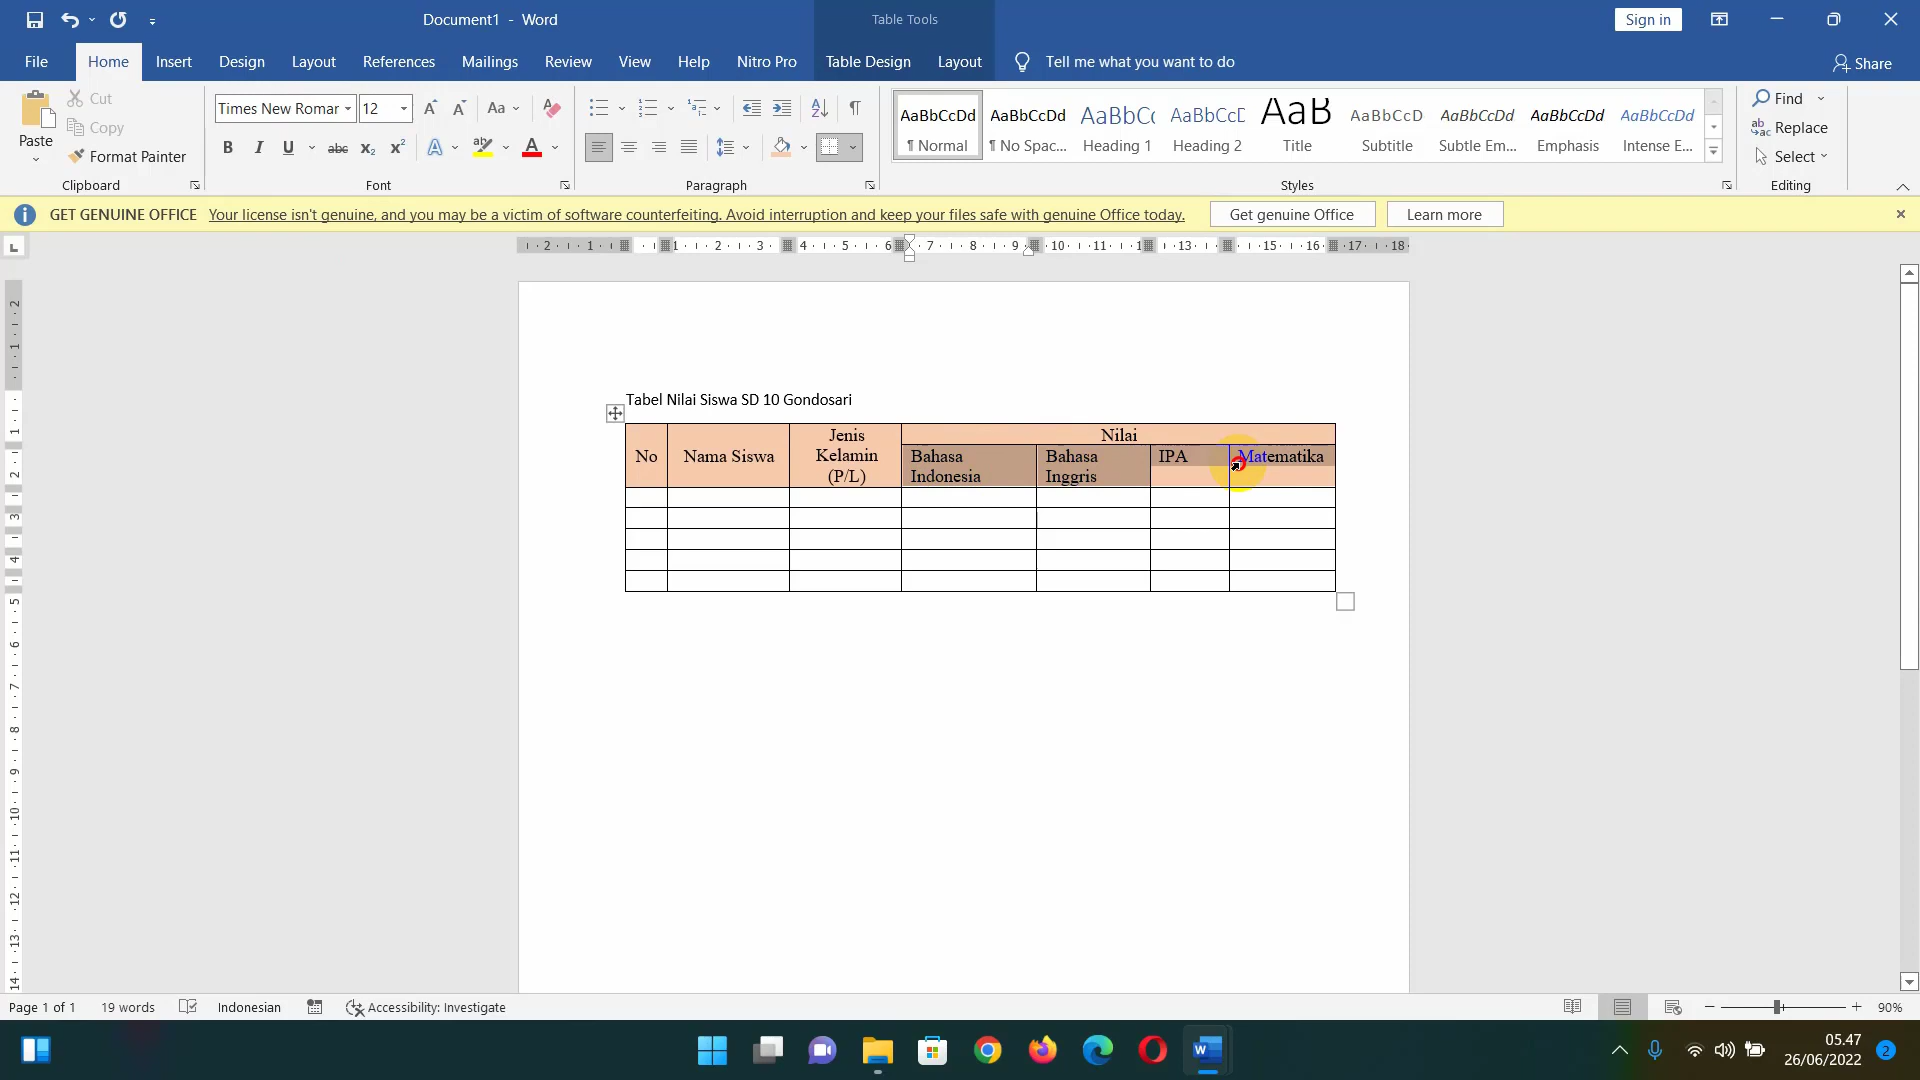 Document1 - Word
Table Tools
Sign in
File Home Insert Design Layout References Mailings Review View Help Nitro Pro Table Design Layout Tell me what you want to do Share
Paste
Cut
Copy
Format Painter
Clipboard
Times New Romar 12
Font
Paragraph
AaBbCcDd AaBbCcDd AaBbCc AaBbCcD AaB AaBbCcD AaBbCcDd AaBbCcDd AaBbCcDd
¶ Normal ¶ No Spac... Heading 1 Heading 2 Title Subtitle Subtle Em... Emphasis Intense E...
Styles
Find
Replace
Select
Editing
GET GENUINE OFFICE Your license isn't genuine, and you may be a victim of software counterfeiting. Avoid interruption and keep your files safe with genuine Office today. Get genuine Office Learn more
Tabel Nilai Siswa SD 10 Gondosari
No
Nama Siswa
Jenis
Kelamin
(P/L)
Nilai
Bahasa
Indonesia
Bahasa
Inggris
IPA
Matematika
Page 1 of 1 19 words Indonesian Accessibility: Investigate 90%
05.47
26/06/2022
2